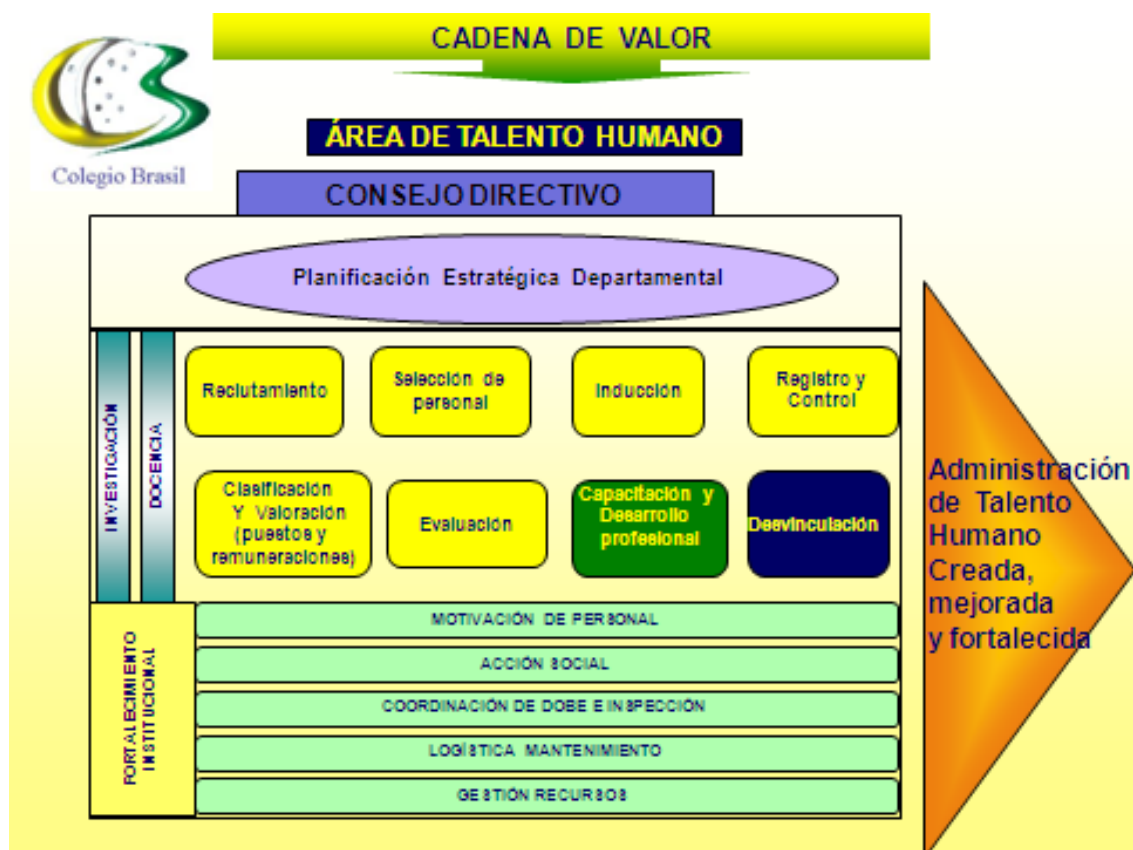 CADENA DE VALOR
Colegio Brasil
ÁREA DE TALENTO HUMANO
CONSEJO DIRECTIVO
Planificación Estratégica Departamental
INVESTIGACIÓN
DOCENCIA
Reclutamiento
Selección de
personal
Inducción
Registro y
Control
Clasificación
Y Valoración
(puestos y
remuneraciones)
Evaluación
Capacitación y
Desarrollo
profesional
Desvinculación
FORTALECIMIENTO
INSTITUCIONAL
MOTIVACIÓN DE PERSONAL
ACCIÓN SOCIAL
COORDINACIÓN DE DOBE E INSPECCIÓN
LOGÍSTICA MANTENIMIENTO
GESTIÓN RECURSOS
Administración
de Talento
Humano
Creada,
mejorada
y fortalecida